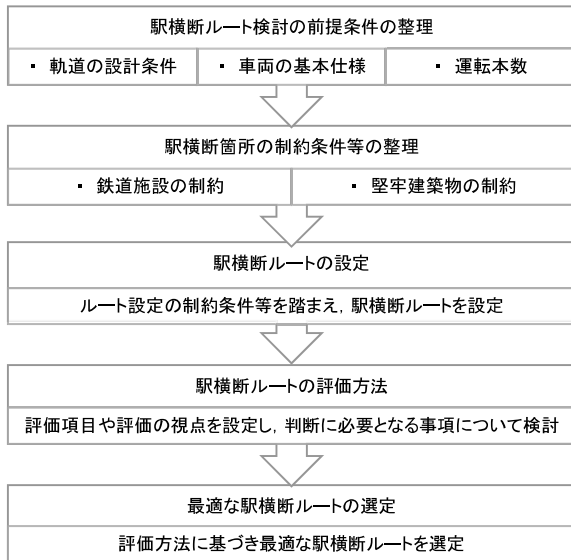 駅横断ルート検討の前提条件の整理
▪ 軌道の設計条件 ▪ 車両の基本仕様 ▪ 運転本数
駅横断箇所の制約条件等の整理
▪ 鉄道施設の制約 ▪ 堅牢建築物の制約
駅横断ルートの設定
ルート設定の制約条件等を踏まえ，駅横断ルートを設定
駅横断ルートの評価方法
評価項目や評価の視点を設定し，判断に必要となる事項について検討
最適な駅横断ルートの選定
評価方法に基づき最適な駅横断ルートを選定